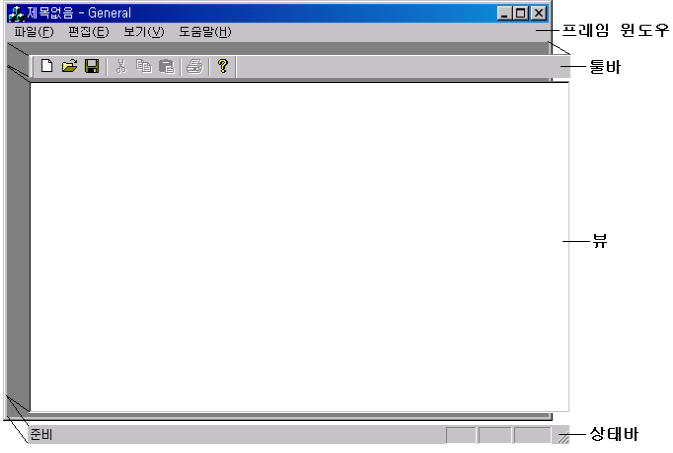 제목없음 - General
파일(F) 편집(E) 보기(V) 도움말(H)
프레임 윈도우
툴바
뷰
준비
상태바